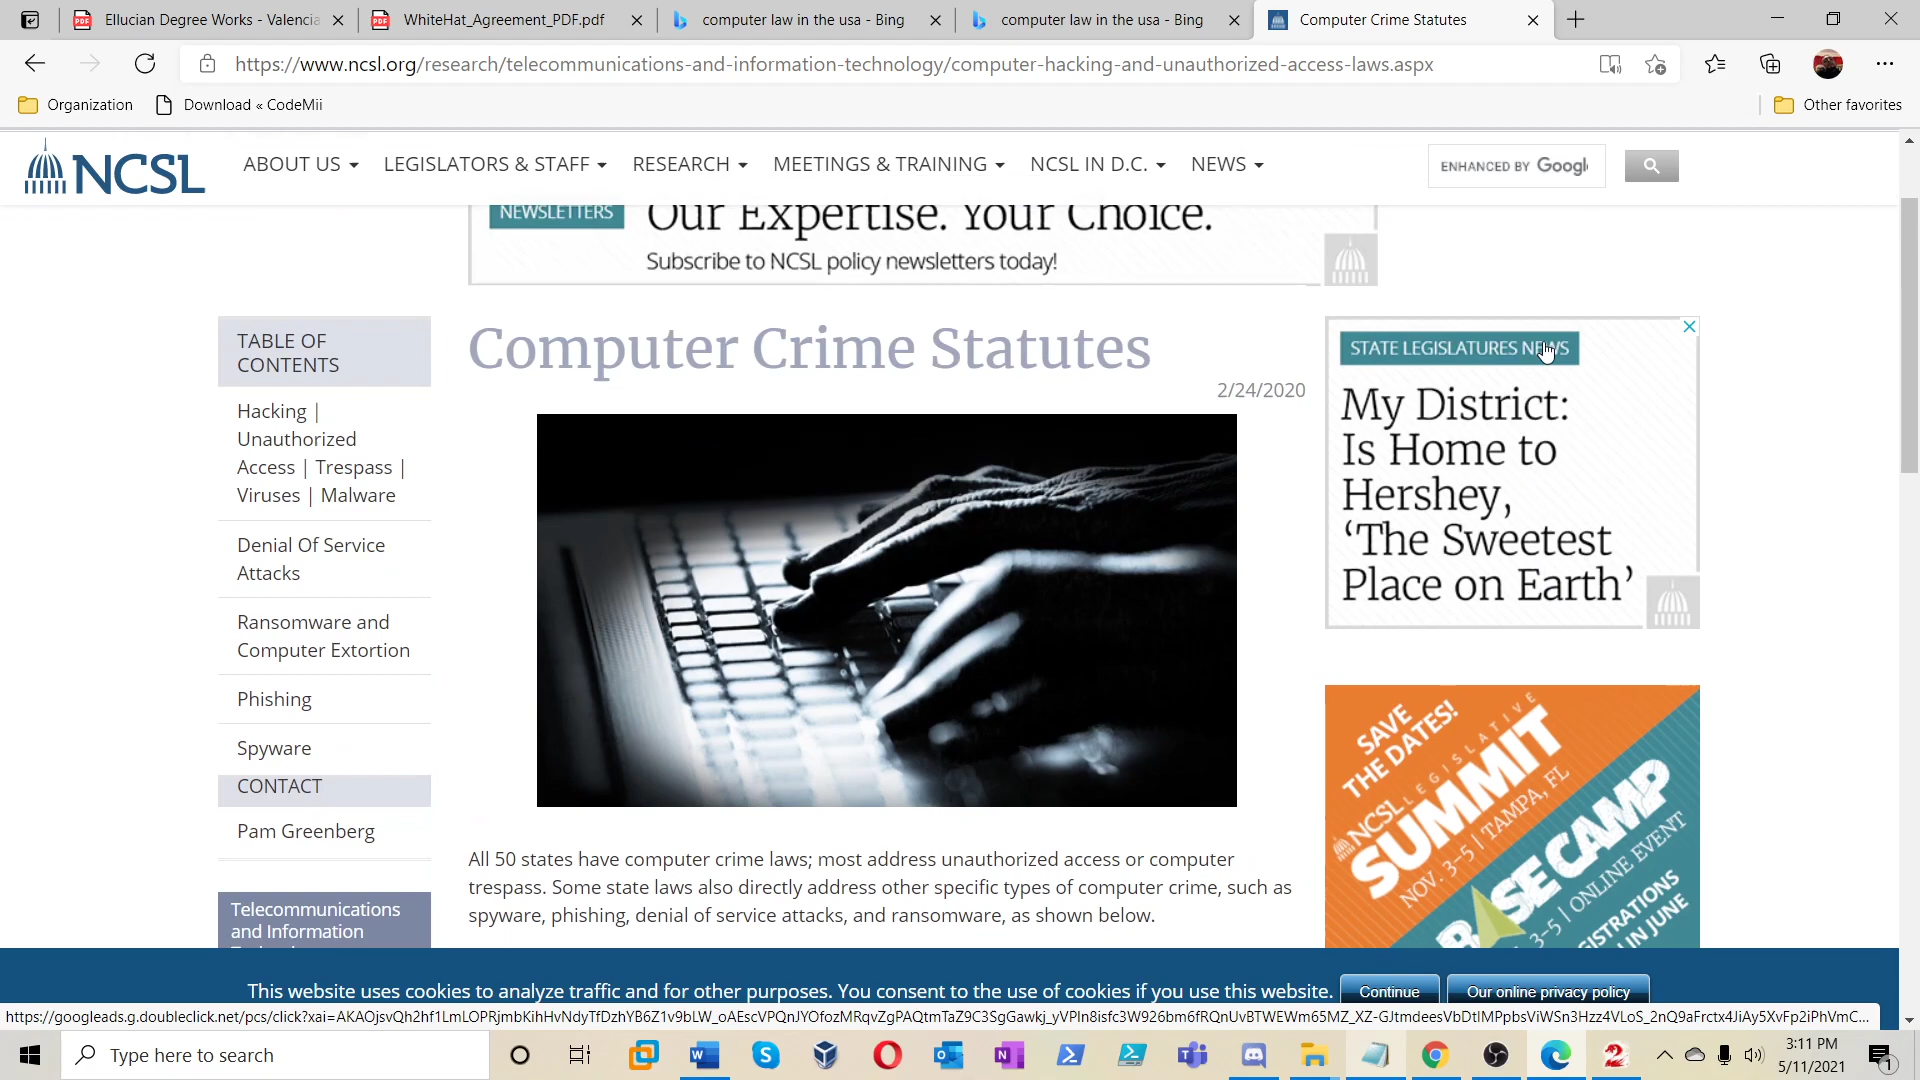 Ellucian Degree Works - Valencia
WhiteHat_Agreement_PDF.pdf
computer law in the usa - Bing
computer law in the usa - Bing
Computer Crime Statutes
https://www.ncsl.org/research/telecommunications-and-information-technology/computer-hacking-and-unauthorized-access-laws.aspx
Organization
Download « CodeMii
Other favorites
NCSL
ABOUT US
LEGISLATORS & STAFF
RESEARCH
MEETINGS & TRAINING
NCSL IN D.C.
NEWS
ENHANCED BY Google
NEWSLETTERS
Our Expertise. Your Choice.
Subscribe to NCSL policy newsletters today!
TABLE OF
CONTENTS
Hacking |
Unauthorized
Access | Trespass |
Viruses | Malware
Denial Of Service
Attacks
Ransomware and
Computer Extortion
Phishing
Spyware
CONTACT
Pam Greenberg
Telecommunications
and Information
Computer Crime Statutes
2/24/2020
All 50 states have computer crime laws; most address unauthorized access or computer
trespass. Some state laws also directly address other specific types of computer crime, such as
spyware, phishing, denial of service attacks, and ransomware, as shown below.
STATE LEGISLATURES NEWS
My District:
Is Home to
Hershey,
‘The Sweetest
Place on Earth’
SAVE
THE DATES!
NCSL LEGISLATIVE
SUMMIT
NOV. 3-5 | TAMPA, FL
BASE CAMP
3-5 | ONLINE EVENT
IN JUNE
This website uses cookies to analyze traffic and for other purposes. You consent to the use of cookies if you use this website.
Continue
Our online privacy policy
Type here to search
3:11 PM
5/11/2021
1